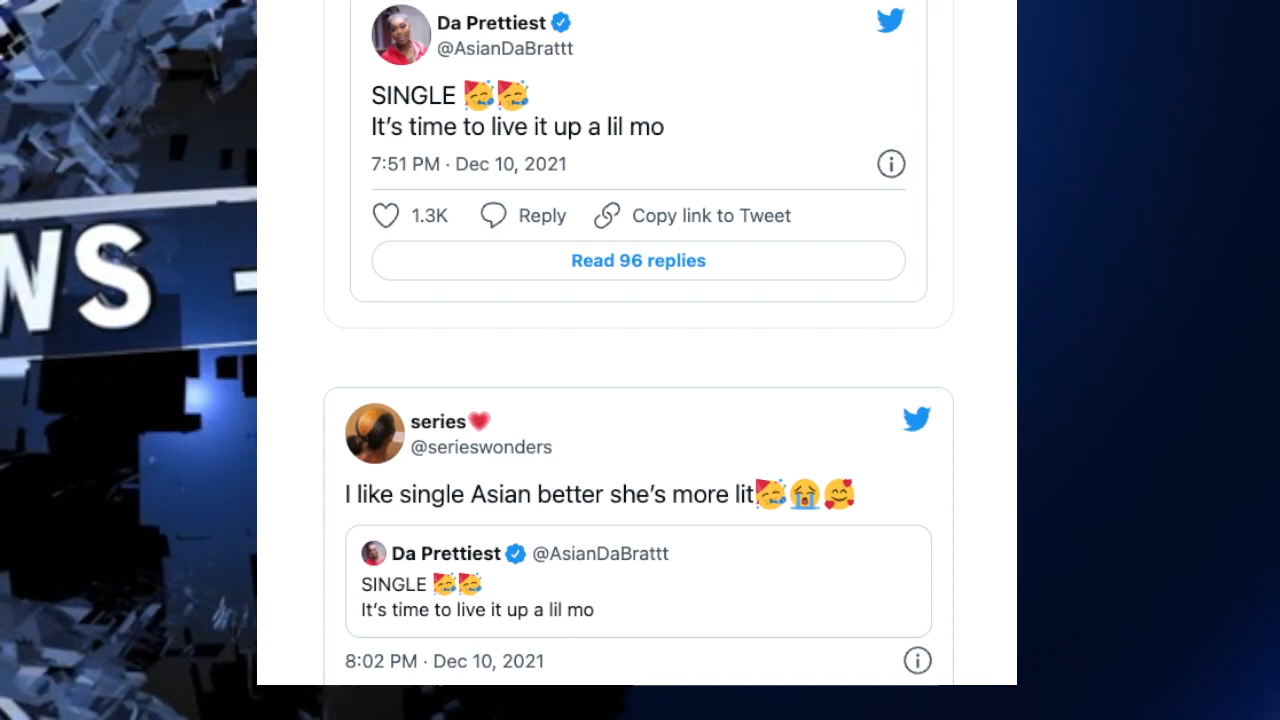 Da Prettiest
@AsianDaBrattt
SINGLE 🥳🥳
It’s time to live it up a lil mo
7:51 PM · Dec 10, 2021
1.3K Reply Copy link to Tweet
Read 96 replies
WS -
series💗
@serieswonders
I like single Asian better she’s more lit🥳😭🥰
Da Prettiest @AsianDaBrattt
SINGLE 🥳🥳
It’s time to live it up a lil mo
8:02 PM · Dec 10, 2021